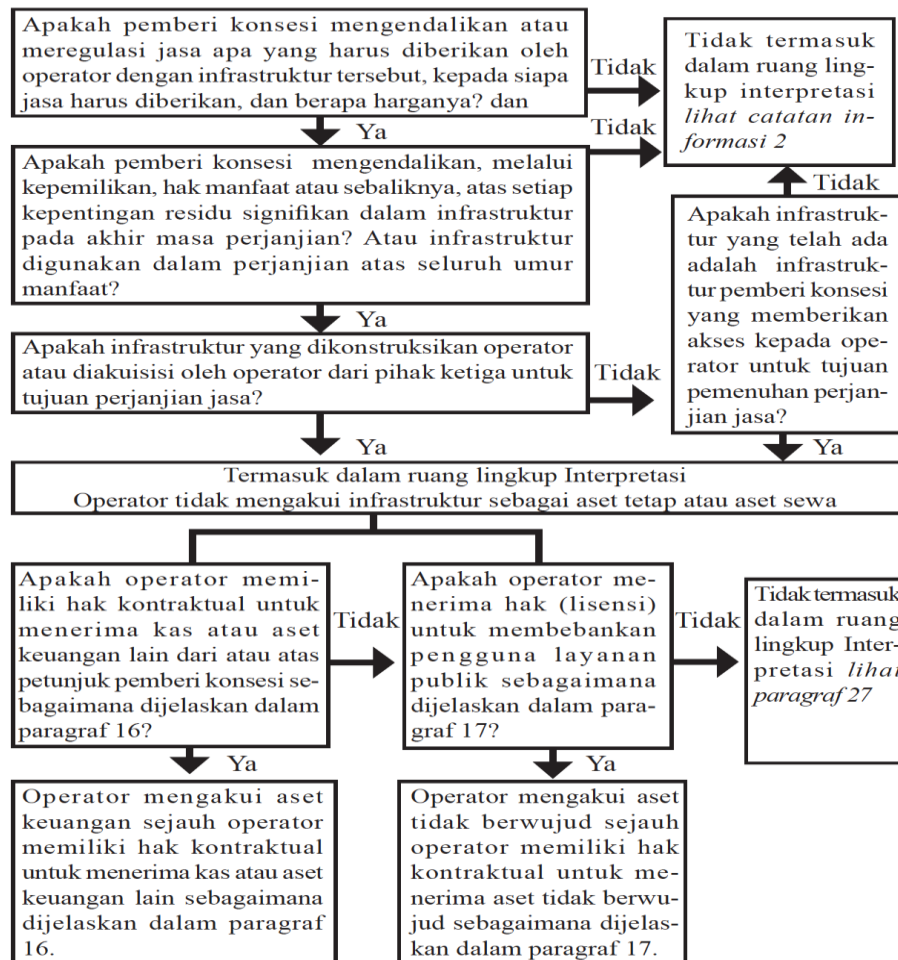 Apakah pemberi konsesi mengendalikan atau
meregulasi jasa apa yang harus diberikan oleh
operator dengan infrastruktur tersebut, kepada siapa
jasa harus diberikan, dan berapa harganya? dan
Tidak
Tidak termasuk
dalam ruang ling-
kup interpretasi
lihat catatan in-
formasi 2
Ya
Tidak
Apakah pemberi konsesi mengendalikan, melalui
kepemilikan, hak manfaat atau sebaliknya, atas setiap
kepentingan residu signifikan dalam infrastruktur
pada akhir masa perjanjian? Atau infrastruktur
digunakan dalam perjanjian atas seluruh umur
manfaat?
Tidak
Apakah infrastruk-
tur yang telah ada
adalah infrastruk-
tur pemberi konsesi
yang memberikan
akses kepada ope-
rator untuk tujuan
pemenuhan perjan-
jian jasa?
Ya
Apakah infrastruktur yang dikonstruksikan operator
atau diakuisisi oleh operator dari pihak ketiga untuk
tujuan perjanjian jasa?
Tidak
Ya
Ya
Termasuk dalam ruang lingkup Interpretasi
Operator tidak mengakui infrastruktur sebagai aset tetap atau aset sewa
Apakah operator memi-
liki hak kontraktual untuk
menerima kas atau aset
keuangan lain dari atau atas
petunjuk pemberi konsesi se-
bagaimana dijelaskan dalam
paragraf 16?
Tidak
Apakah operator me-
nerima hak (lisensi)
untuk membebankan
pengguna layanan
publik sebagaimana
dijelaskan dalam para-
graf 17?
Tidak
Tidak termasuk
dalam ruang
lingkup Inter-
pretasi lihat
paragraf 27
Ya
Ya
Operator mengakui aset
keuangan sejauh operator
memiliki hak kontraktual
untuk menerima kas atau aset
keuangan lain sebagaimana
dijelaskan dalam paragraf
16.
Operator mengakui aset
tidak berwujud sejauh
operator memiliki hak
kontraktual untuk me-
nerima aset tidak berwu-
jud sebagaimana dijelas-
kan dalam paragraf 17.